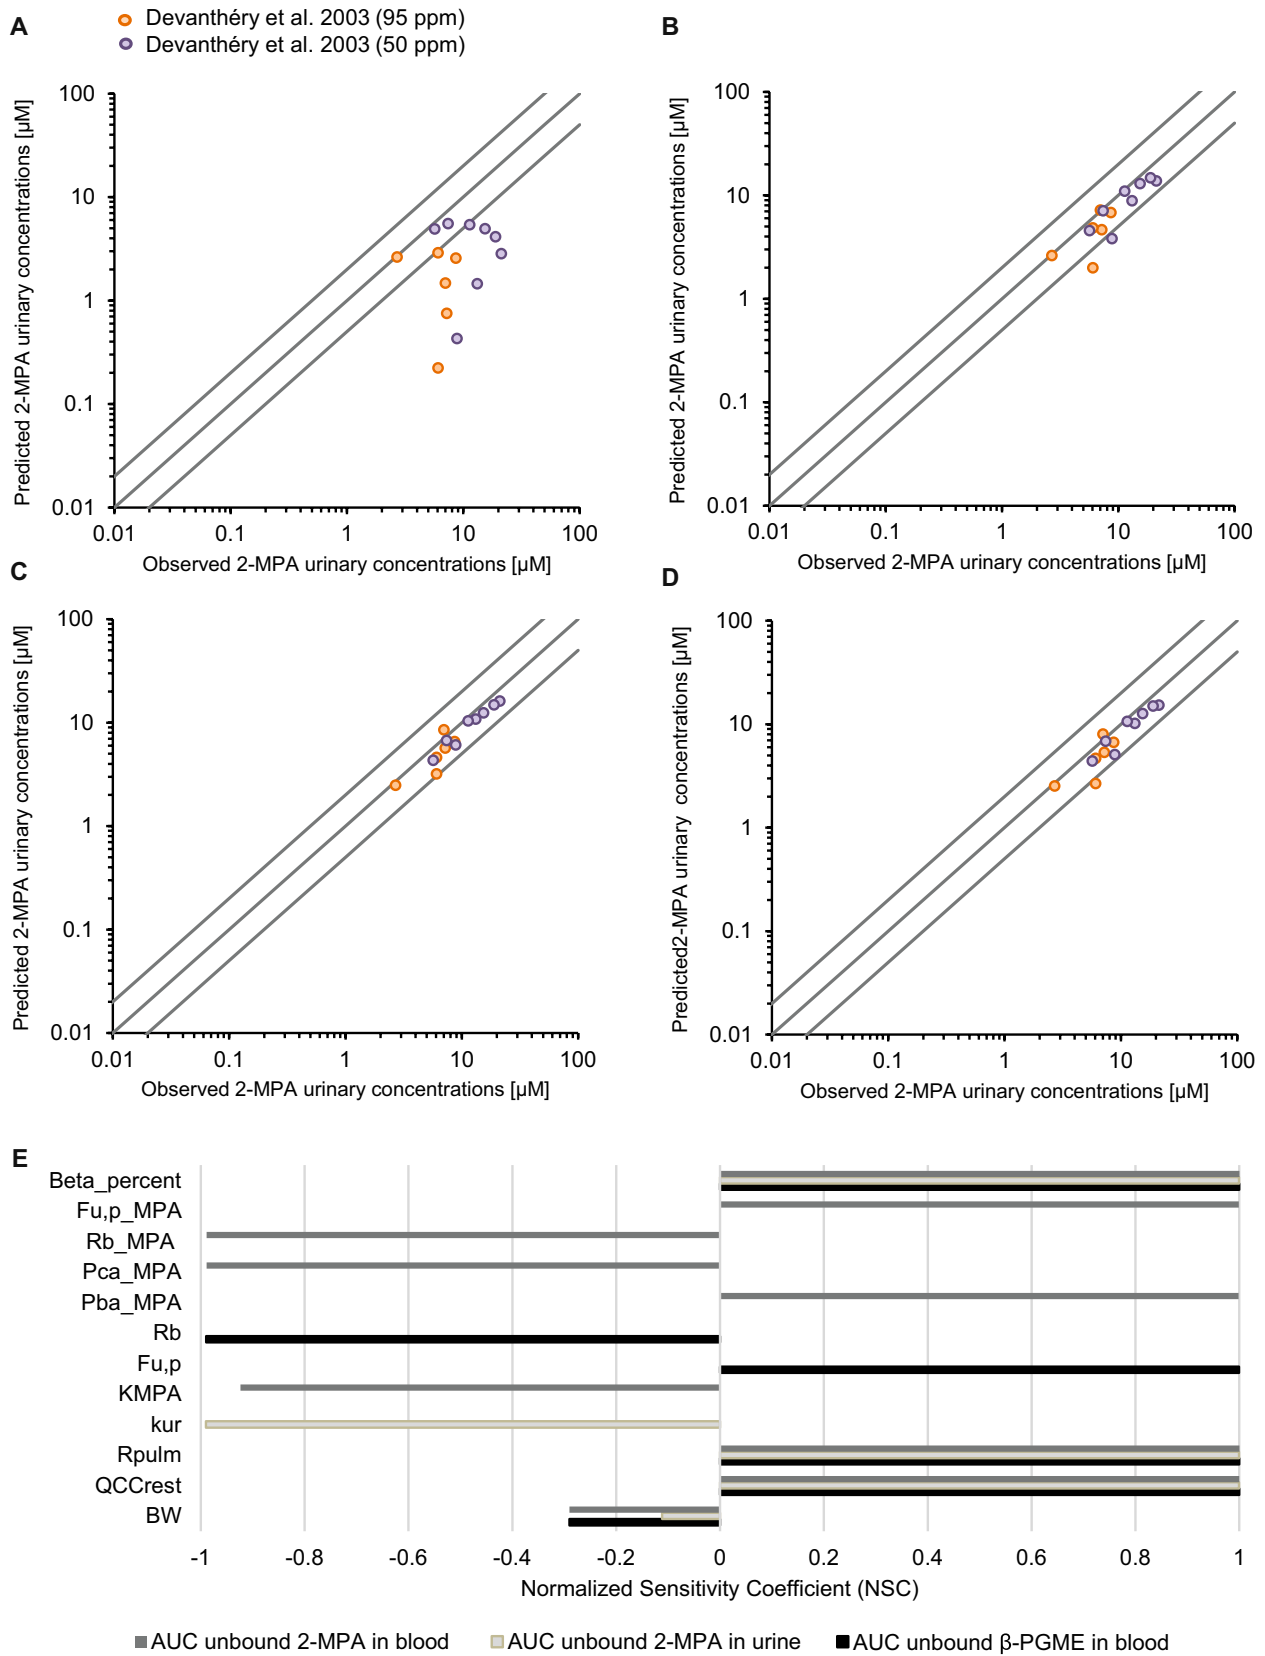 A
Devanthéry et al. 2003 (95 ppm)
Devanthéry et al. 2003 (50 ppm)
Predicted 2-MPA urinary concentrations [µM]
100
10
1
0.1
0.01
0.01 0.1 1 10 100
Observed 2-MPA urinary concentrations [µM]
B
Predicted 2-MPA urinary concentrations [µM]
100
10
1
0.1
0.01
0.01 0.1 1 10 100
Observed 2-MPA urinary concentrations [µM]
C
Predicted 2-MPA urinary concentrations [µM]
100
10
1
0.1
0.01
0.01 0.1 1 10 100
Observed 2-MPA urinary concentrations [µM]
D
Predicted2-MPA urinary concentrations [µM]
100
10
1
0.1
0.01
0.01 0.1 1 10 100
Observed 2-MPA urinary concentrations [µM]
E
Beta_percent
Fu,p_MPA
Rb_MPA
Pca_MPA
Pba_MPA
Rb
Fu,p
KMPA
kur
Rpulm
QCCrest
BW
-1 -0.8 -0.6 -0.4 -0.2 0 0.2 0.4 0.6 0.8 1
Normalized Sensitivity Coefficient (NSC)
AUC unbound 2-MPA in blood AUC unbound 2-MPA in urine AUC unbound β-PGME in blood